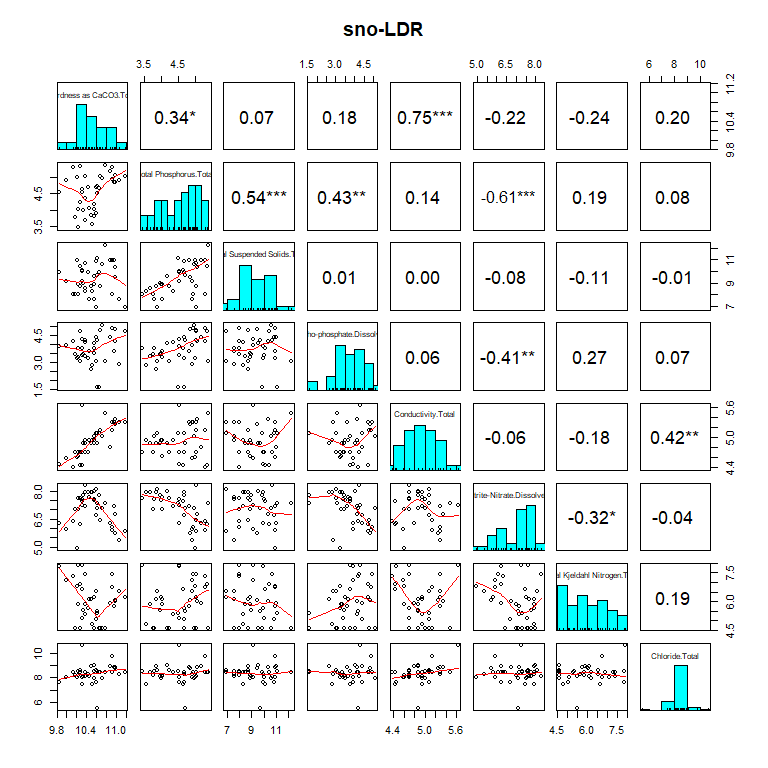 sno-LDR
3.5 4.5 1.5 3.0 4.5 5.0 6.5 8.0 6 8 10
rdness as CaCO3.To 0.34* 0.07 0.18 0.75*** -0.22 -0.24 0.20 9.8 10.4 11.2
3.5 4.5 otal Phosphorus.Tota 0.54*** 0.43** 0.14 -0.61*** 0.19 0.08
al Suspended Solids.T 0.01 0.00 -0.08 -0.11 -0.01 7 9 11
1.5 3.0 4.5 ho-phosphate.Dissolv 0.06 -0.41** 0.27 0.07
Conductivity.Total -0.06 -0.18 0.42** 4.4 5.0 5.6
5.0 6.5 8.0 trite-Nitrate.Dissolve -0.32* -0.04
al Kjeldahl Nitrogen.T 0.19 4.5 6.0 7.5
6 8 10 Chloride.Total
9.8 10.4 11.0 7 9 11 4.4 5.0 5.6 4.5 6.0 7.5